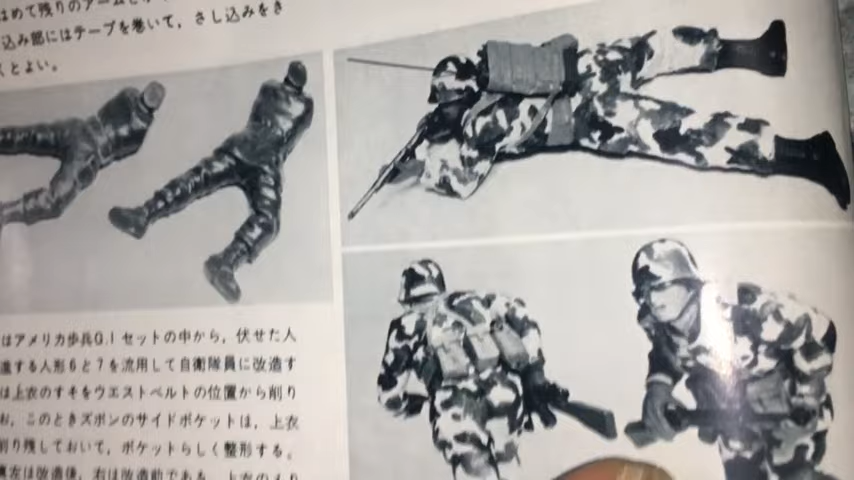 はめて残りのアーム
込み部にはテープを巻いて，さし込みをき
くとよい。
はアメリカ歩兵G.Iセットの中から，伏せた人
進する人形6と7を流用して自衛隊員に改造す
は上衣のすそをウエストベルトの位置から削り
お，このときズボンのサイドポケットは，上衣
削り残しておいて，ポケットらしく整形する。
真左は改造後，右は改造前である。上衣の